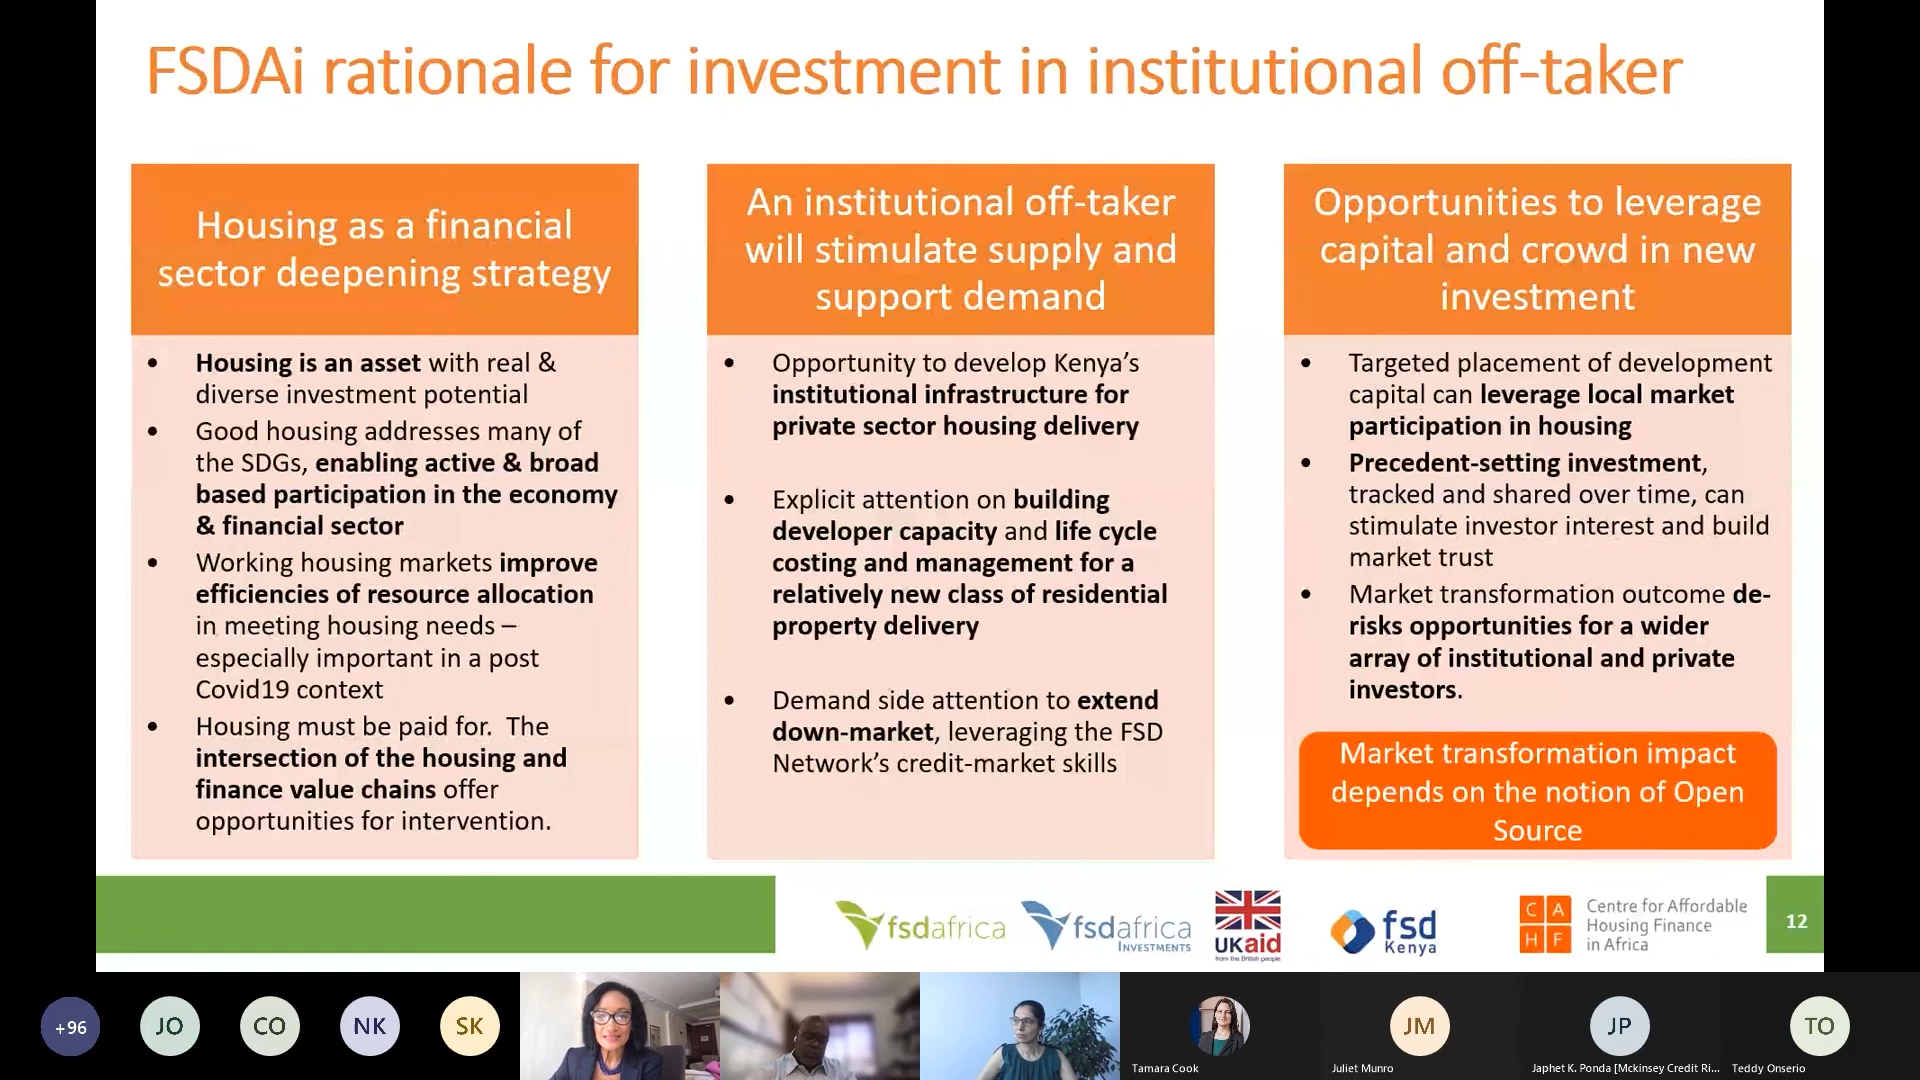 FSDAi rationale for investment in institutional off-taker
Housing as a financial
sector deepening strategy
• Housing is an asset with real &
diverse investment potential
• Good housing addresses many of
the SDGs, enabling active & broad
based participation in the economy
& financial sector
• Working housing markets improve
efficiencies of resource allocation
in meeting housing needs –
especially important in a post
Covid19 context
• Housing must be paid for.  The
intersection of the housing and
finance value chains offer
opportunities for intervention.
An institutional off-taker
will stimulate supply and
support demand
• Opportunity to develop Kenya’s
institutional infrastructure for
private sector housing delivery
• Explicit attention on building
developer capacity and life cycle
costing and management for a
relatively new class of residential
property delivery
• Demand side attention to extend
down-market, leveraging the FSD
Network’s credit-market skills
Opportunities to leverage
capital and crowd in new
investment
• Targeted placement of development
capital can leverage local market
participation in housing
• Precedent-setting investment,
tracked and shared over time, can
stimulate investor interest and build
market trust
• Market transformation outcome de-
risks opportunities for a wider
array of institutional and private
investors.
Market transformation impact
depends on the notion of Open
Source
fsdafrica
fsdafrica
INVESTMENTS
UKaid
from the British people
fsd
Kenya
C A
H F
Centre for Affordable
Housing Finance
in Africa
12
+96
JO
CO
NK
SK
Tamara Cook
JM
Juliet Munro
JP
Japhet K. Ponda [Mckinsey Credit Ri...
TO
Teddy Onserio